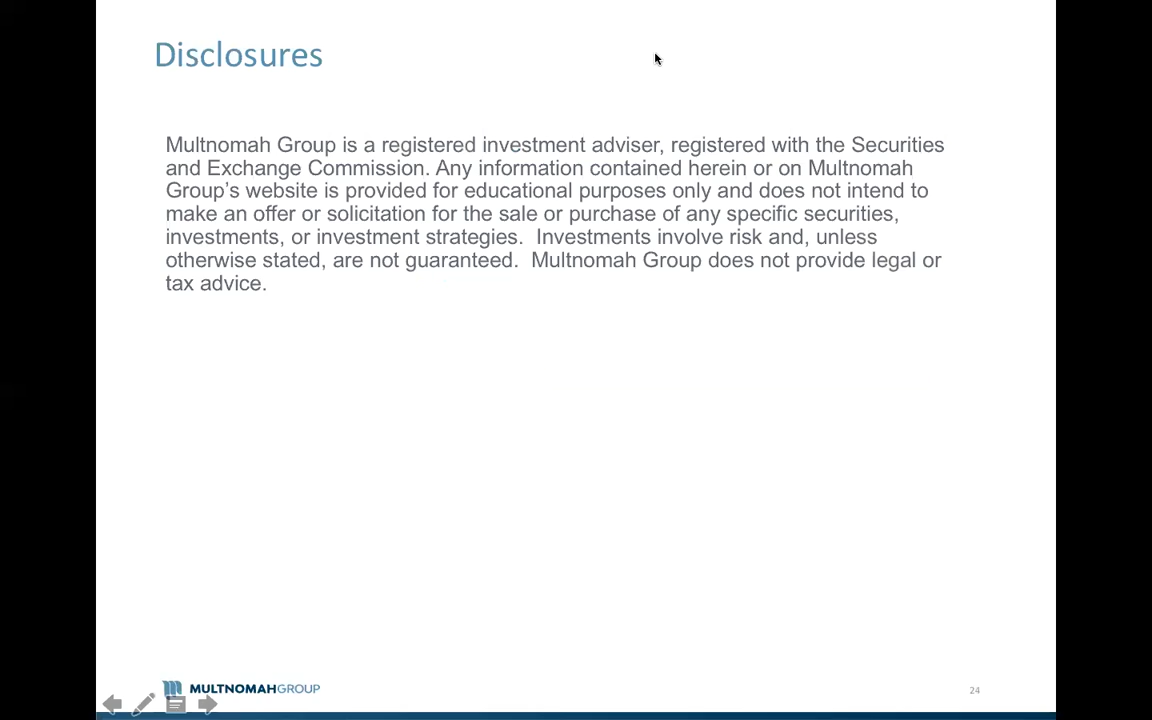 Disclosures
Multnomah Group is a registered investment adviser, registered with the Securities
and Exchange Commission. Any information contained herein or on Multnomah
Group’s website is provided for educational purposes only and does not intend to
make an offer or solicitation for the sale or purchase of any specific securities,
investments, or investment strategies.  Investments involve risk and, unless
otherwise stated, are not guaranteed.  Multnomah Group does not provide legal or
tax advice.
MULTNOMAHGROUP
24